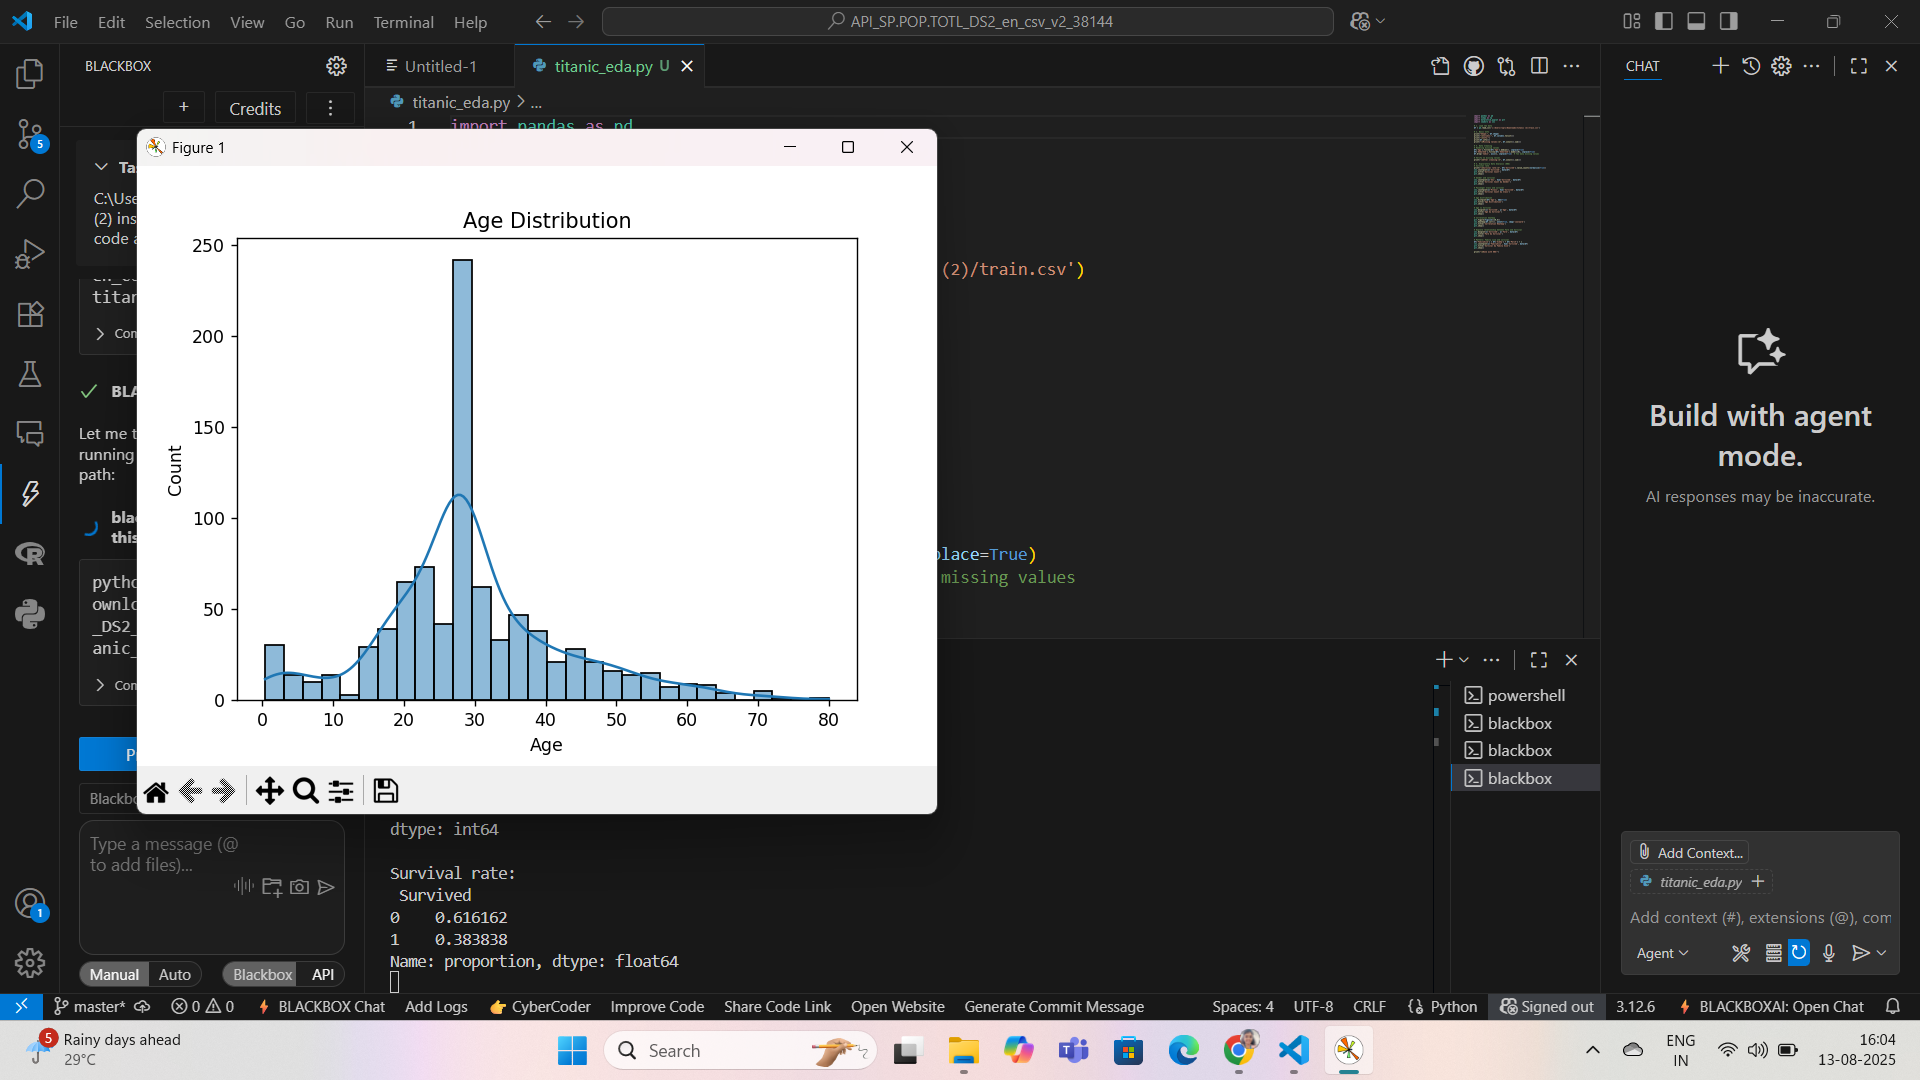 File Edit Selection View Go Run Terminal Help
API_SP.POP.TOTL_DS2_en_csv_v2_38144
BLACKBOX
Untitled-1
titanic_eda.py U
CHAT
+ Credits
titanic_eda.py > ...
1 import pandas as pd
Figure 1
C:\Use
(2) ins
code a
titan
Con
BLA
Let me t
running
path:
bla
this
pytho
ownlo
_DS2_
anic_
Con
Age Distribution
250
200
150
100
50
0
Count
0 10 20 30 40 50 60 70 80
Age
(2)/train.csv')
place=True)
missing values
Build with agent
mode.
AI responses may be inaccurate.
powershell
blackbox
blackbox
blackbox
dtype: int64
Survival rate:
Survived
0 0.616162
1 0.383838
Name: proportion, dtype: float64
Type a message (@
to add files)...
Manual Auto Blackbox API
Add Context...
titanic_eda.py +
Add context (#), extensions (@), com
Agent
master* 0 0 BLACKBOX Chat Add Logs CyberCoder Improve Code Share Code Link Open Website Generate Commit Message Spaces: 4 UTF-8 CRLF {} Python Signed out 3.12.6 BLACKBOXAI: Open Chat
5
1
5
Rainy days ahead
29°C
Search
ENG
IN
16:04
13-08-2025